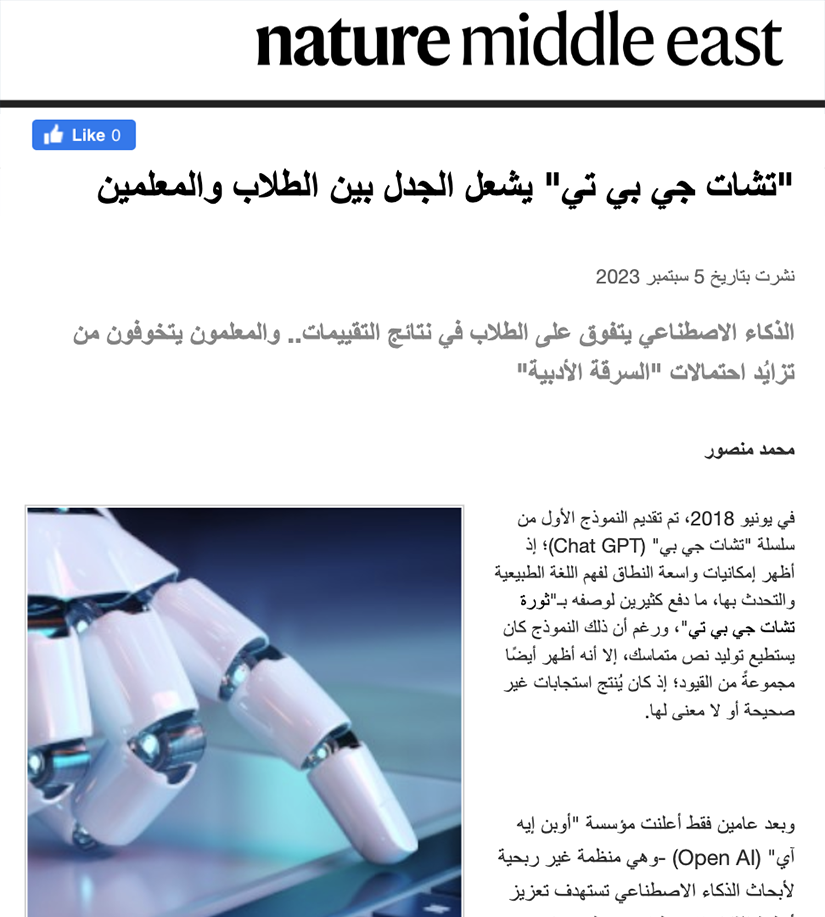 nature middle east
Like 0
"تشات جي بي تي" يشعل الجدل بين الطلاب والمعلمين
نشرت بتاريخ 5 سبتمبر 2023
الذكاء الاصطناعي يتفوق على الطلاب في نتائج التقييمات.. والمعلمون يتخوفون من
تزايُد احتمالات "السرقة الأدبية"
محمد منصور
في يونيو 2018، تم تقديم النموذج الأول من
سلسلة "تشات جي بي" (Chat GPT)؛ إذ
أظهر إمكانيات واسعة النطاق لفهم اللغة الطبيعية
والتحدث بها، ما دفع كثيرين لوصفه بـ"ثورة
تشات جي بي تي"، ورغم أن ذلك النموذج كان
يستطيع توليد نص متماسك، إلا أنه أظهر أيضًا
مجموعةً من القيود؛ إذ كان يُنتج استجابات غير
صحيحة أو لا معنى لها.
وبعد عامين فقط أعلنت مؤسسة "أوبن إيه
آي" (Open AI) -وهي منظمة غير ربحية
لأبحاث الذكاء الاصطناعي تستهدف تعزيز